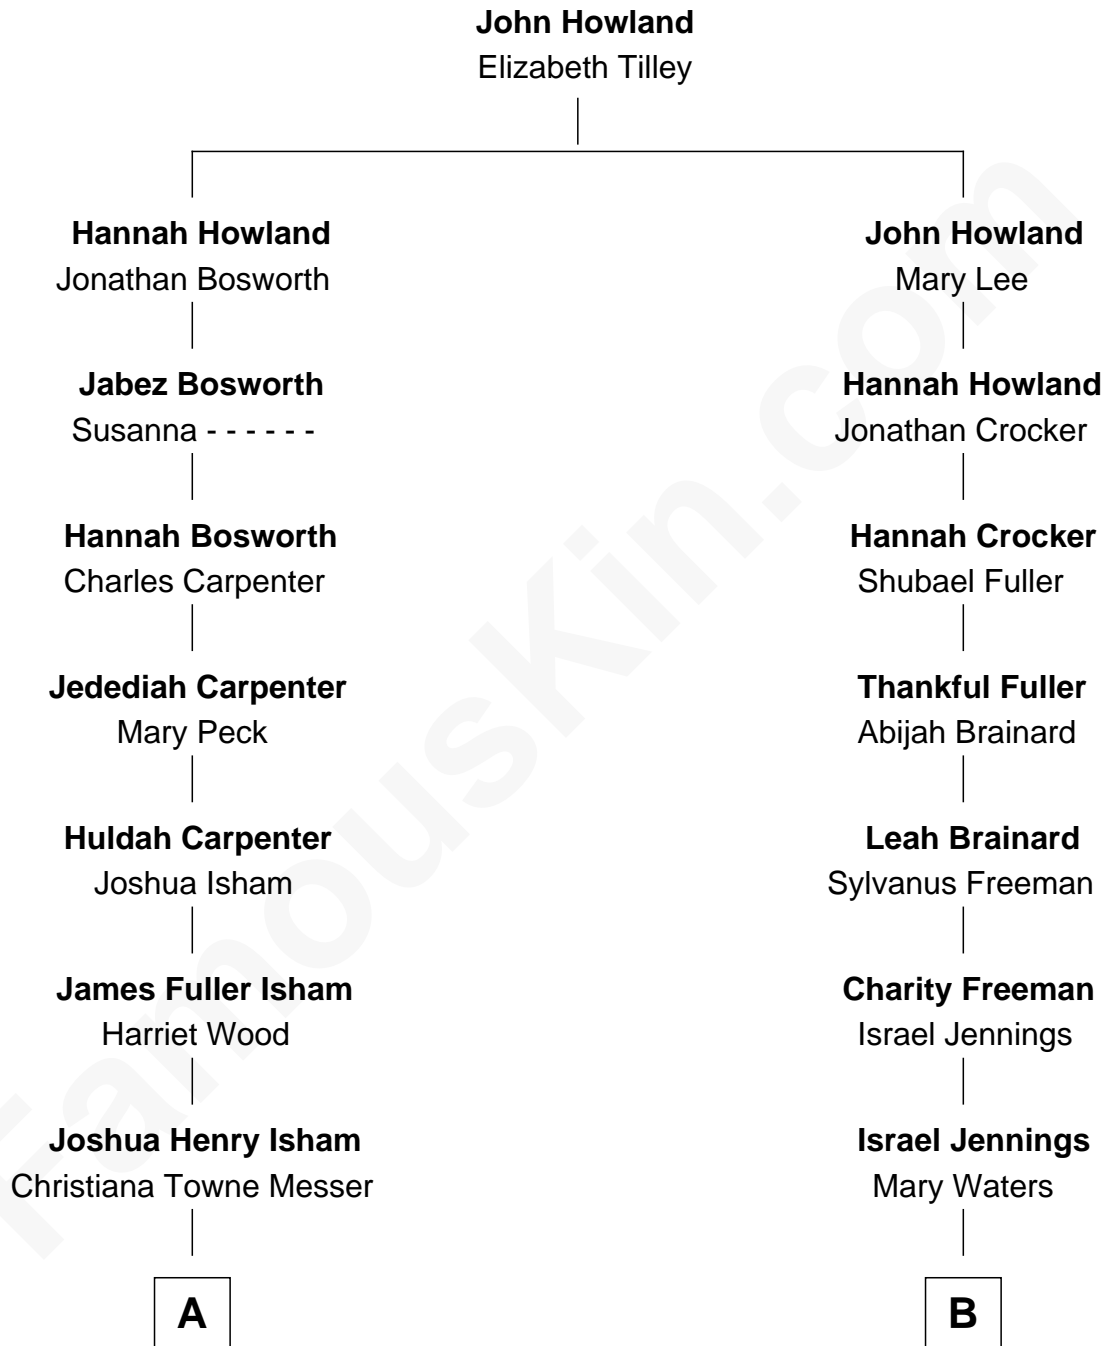 John Howland
Elizabeth Tilley
Hannah Howland
Jonathan Bosworth
John Howland
Mary Lee
Jabez Bosworth
Susanna - - - - - -
Hannah Howland
Jonathan Crocker
Hannah Bosworth
Charles Carpenter
Hannah Crocker
Shubael Fuller
Jedediah Carpenter
Mary Peck
Thankful Fuller
Abijah Brainard
Huldah Carpenter
Joshua Isham
Leah Brainard
Sylvanus Freeman
James Fuller Isham
Harriet Wood
Charity Freeman
Israel Jennings
Joshua Henry Isham
Christiana Towne Messer
Israel Jennings
Mary Waters
A
B
FamousKin.com